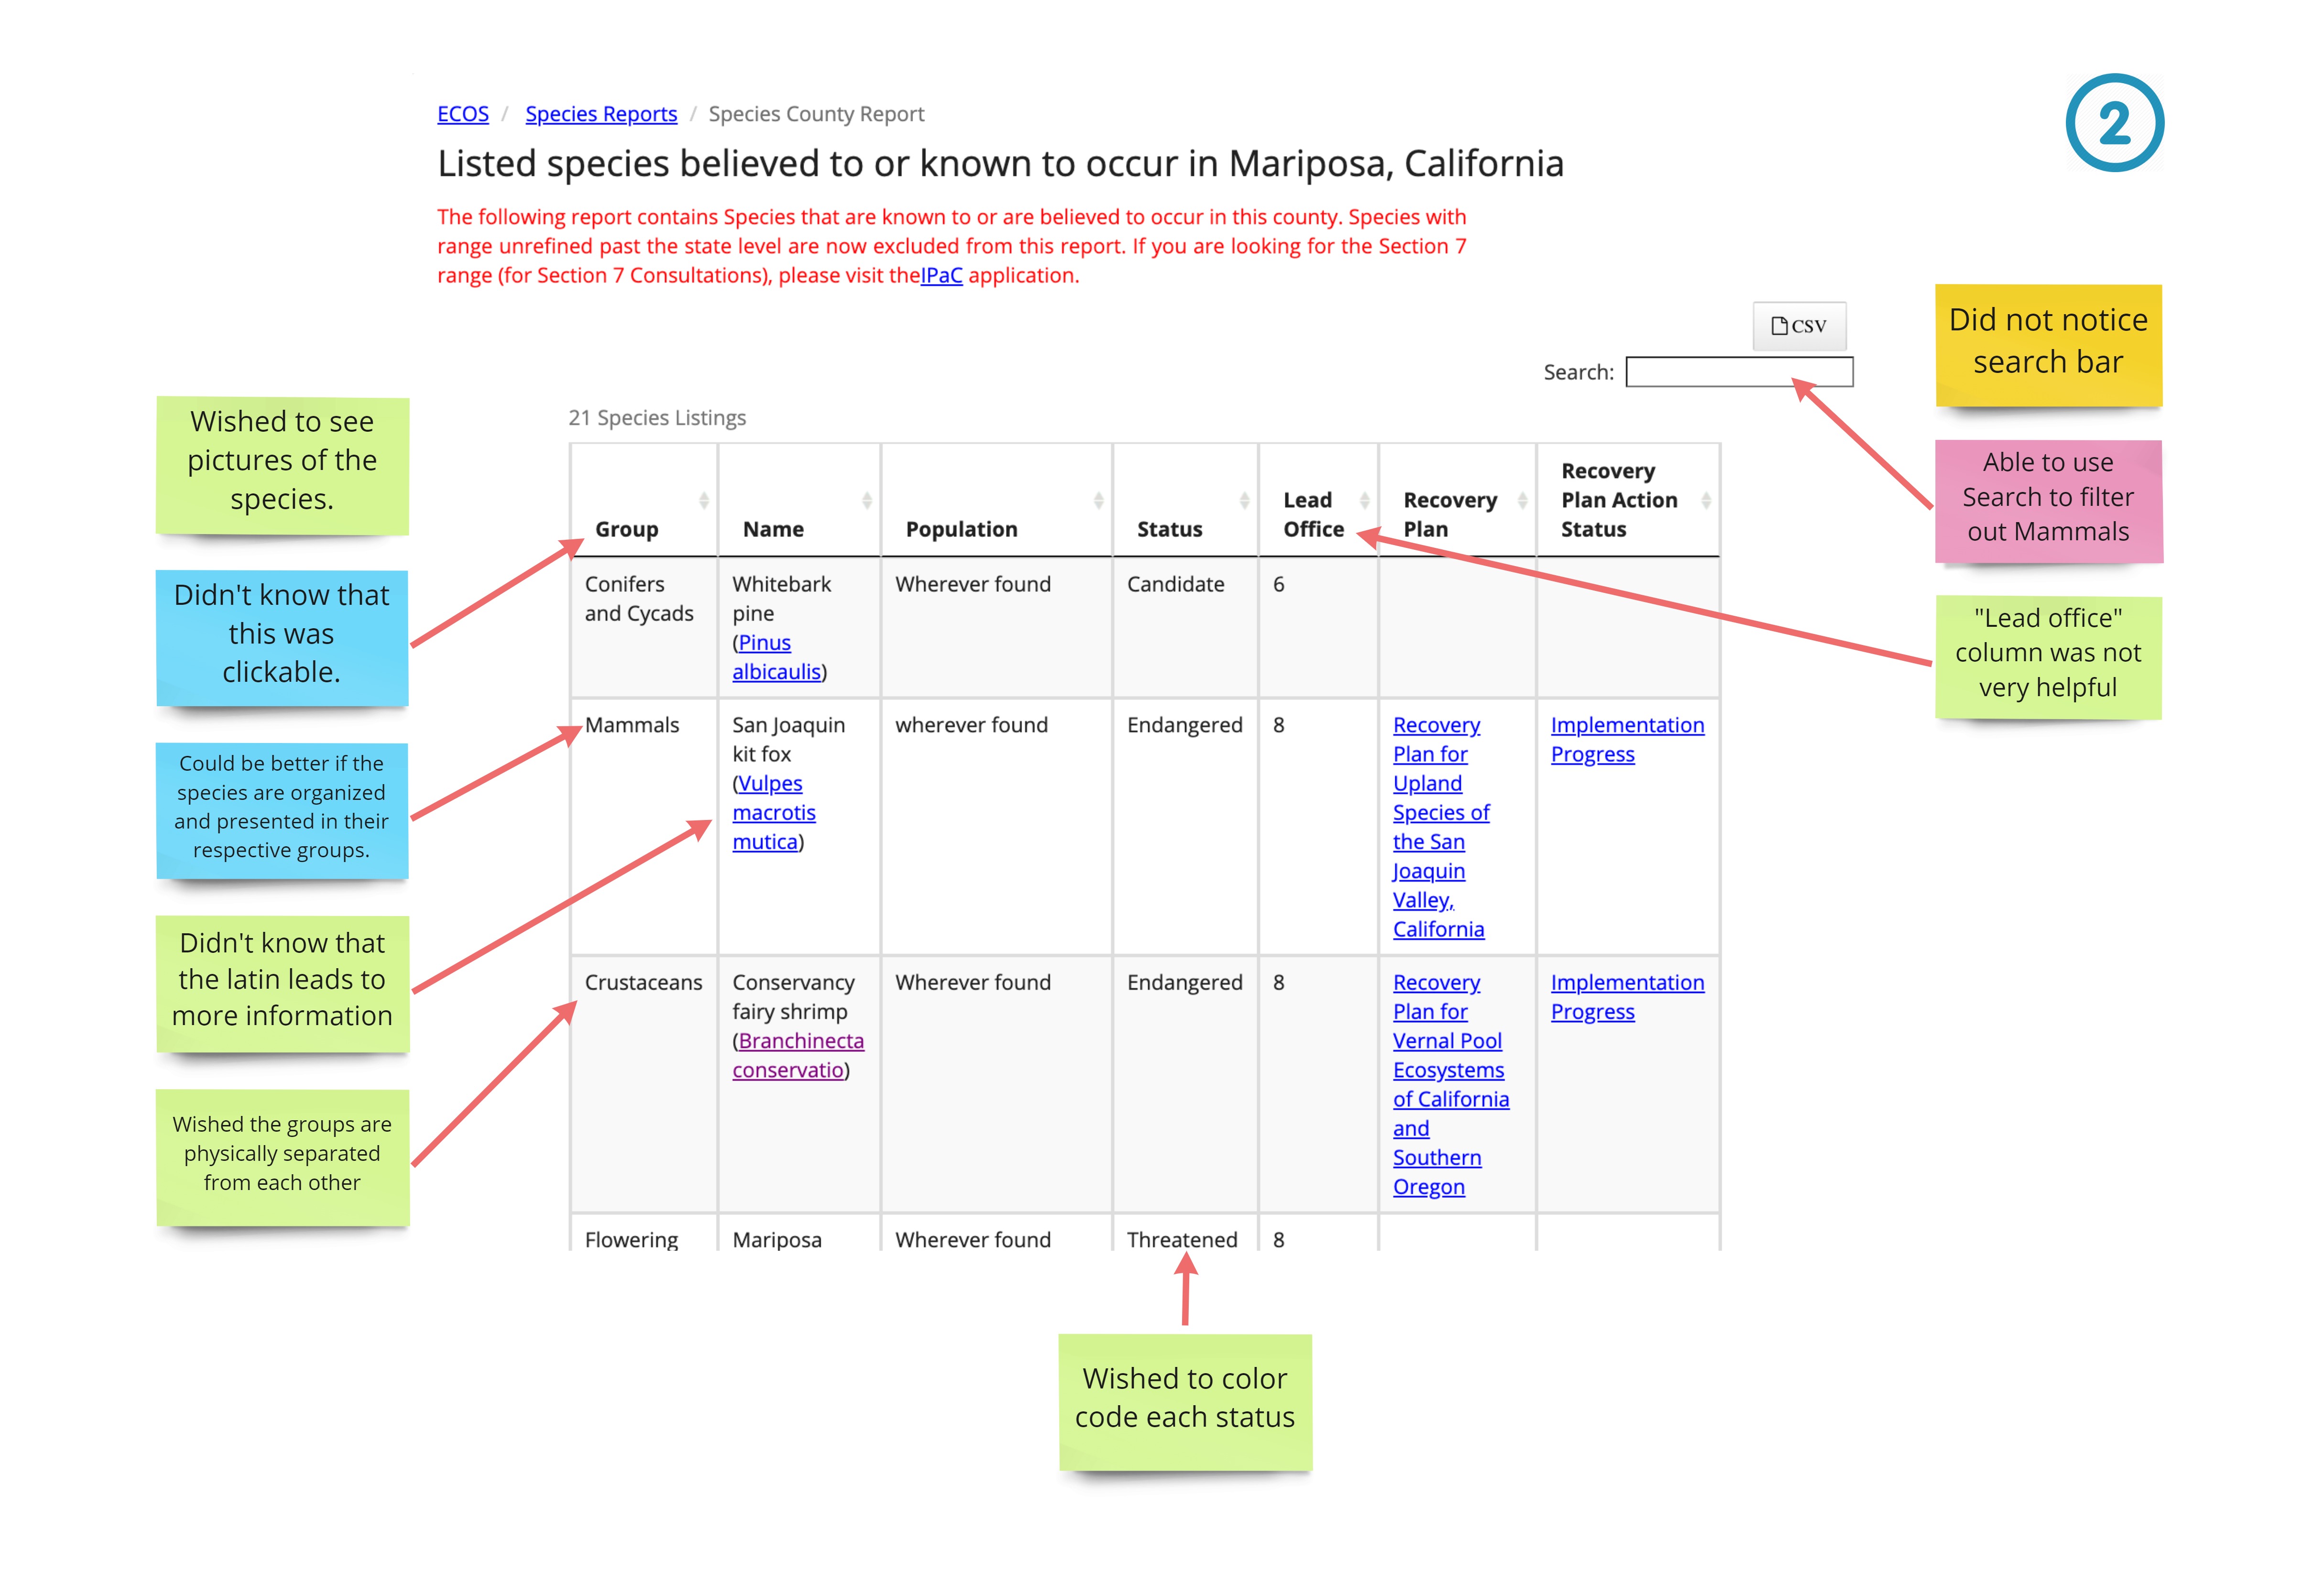 2
ECOS / Species Reports / Species County Report
Listed species believed to or known to occur in Mariposa, California
The following report contains Species that are known to or are believed to occur in this county. Species with
range unrefined past the state level are now excluded from this report. If you are looking for the Section 7
range (for Section 7 Consultations), please visit theIPaC application.
CSV
Search:
21 Species Listings
Group
Name
Population
Status
Lead
Office
Recovery
Plan
Recovery
Plan Action
Status
Conifers
and Cycads
Whitebark
pine
(Pinus
albicaulis)
Wherever found
Candidate
6
Mammals
San Joaquin
kit fox
(Vulpes
macrotis
mutica)
wherever found
Endangered
8
Recovery
Plan for
Upland
Species of
the San
Joaquin
Valley,
California
Implementation
Progress
Crustaceans
Conservancy
fairy shrimp
(Branchinecta
conservatio)
Wherever found
Endangered
8
Recovery
Plan for
Vernal Pool
Ecosystems
of California
and
Southern
Oregon
Implementation
Progress
Flowering
Mariposa
Wherever found
Threatened
8
Wished to see
pictures of the
species.
Didn't know that
this was
clickable.
Could be better if the
species are organized
and presented in their
respective groups.
Didn't know that
the latin leads to
more information
Wished the groups are
physically separated
from each other
Did not notice
search bar
Able to use
Search to filter
out Mammals
"Lead office"
column was not
very helpful
Wished to color
code each status